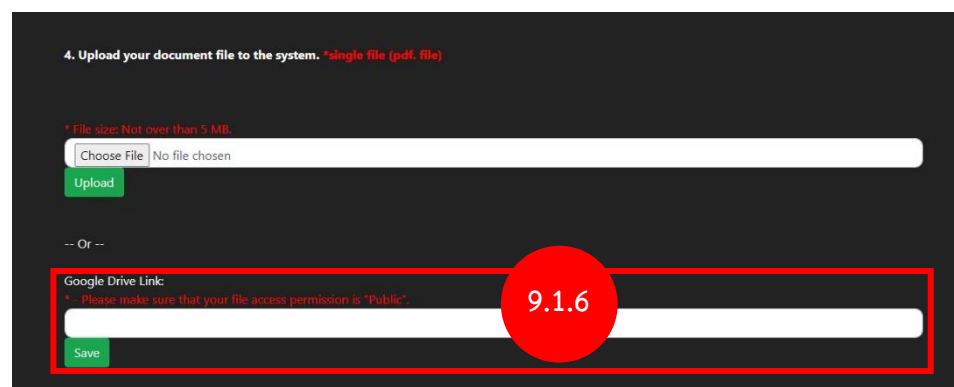 4. Upload your document file to the system. *single file (pdf. file)
* File size: Not over than 5 MB.
Choose File No file chosen
Upload
-- Or --
Google Drive Link:
* - Please make sure that your file access permission is "Public".
9.1.6
Save